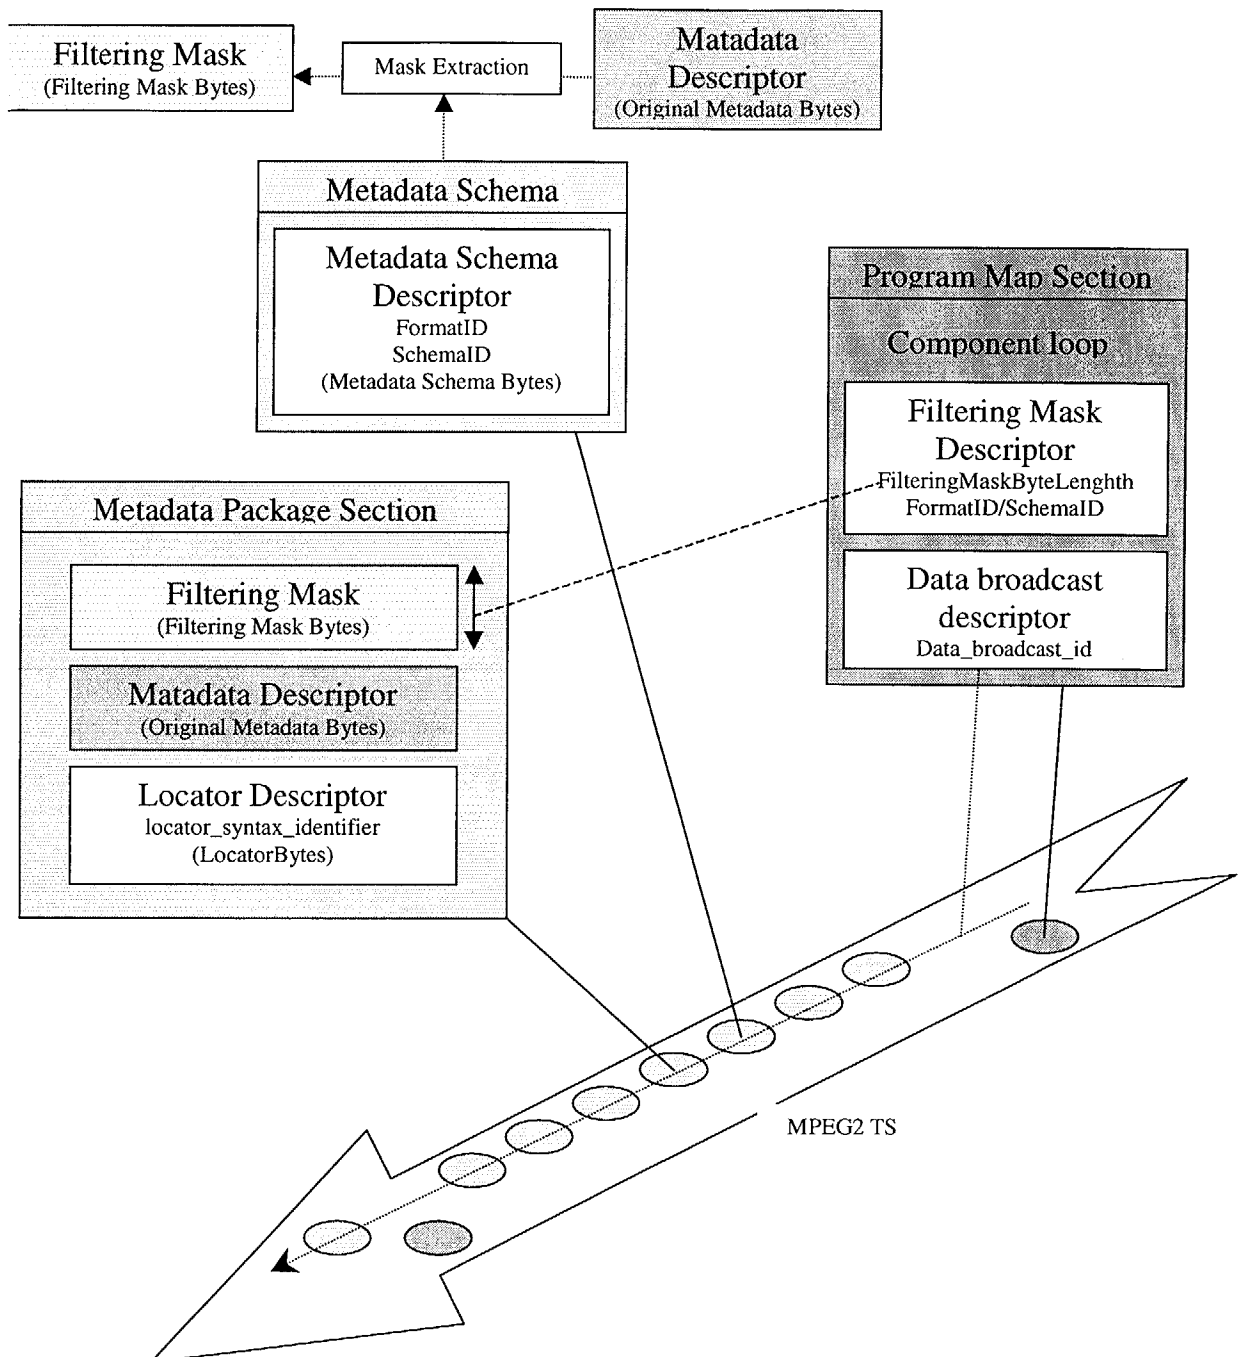 Filtering Mask
(Filtering Mask Bytes)
Mask Extraction
Matadata
Descriptor
(Original Metadata Bytes)
Metadata Schema
Metadata Schema
Descriptor
FormatID
SchemaID
(Metadata Schema Bytes)
Program Map Section
Component loop
Filtering Mask
Descriptor
FilteringMaskByteLenghth
FormatID/SchemaID
Data broadcast
descriptor
Data_broadcast_id
Metadata Package Section
Filtering Mask
(Filtering Mask Bytes)
Matadata Descriptor
(Original Metadata Bytes)
Locator Descriptor
locator_syntax_identifier
(LocatorBytes)
MPEG2 TS